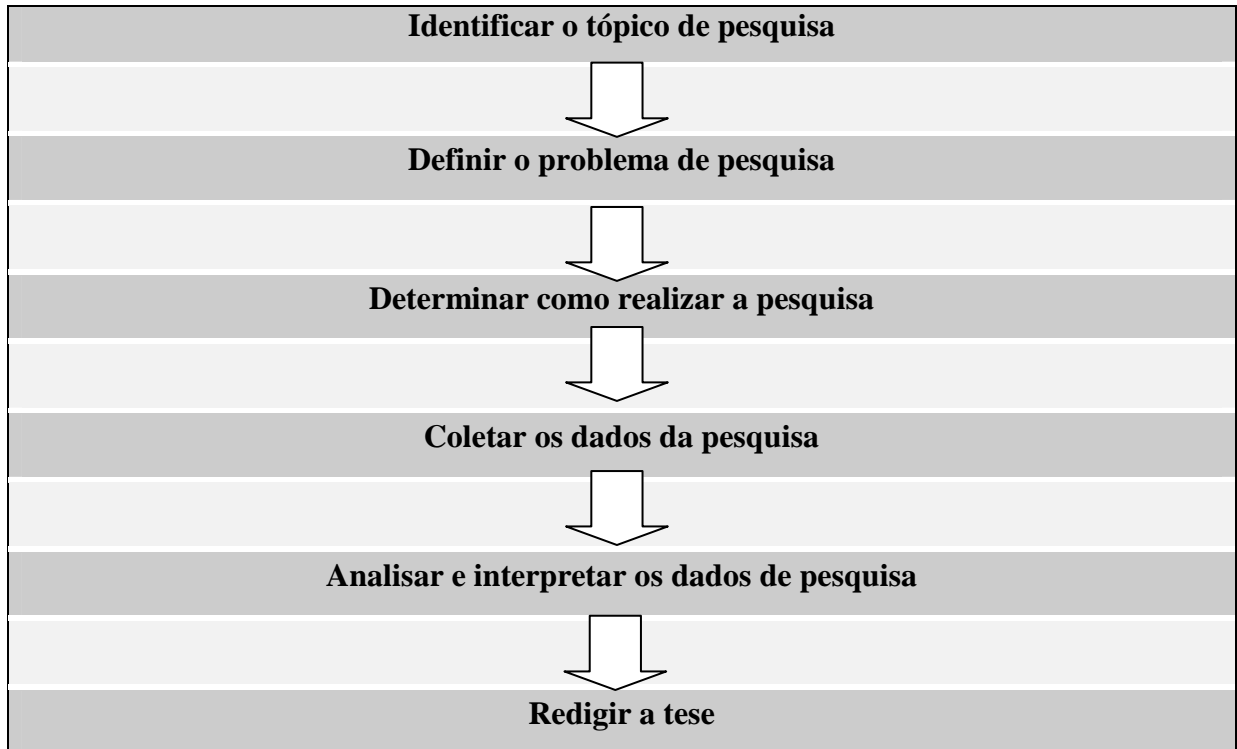 Identificar o tópico de pesquisa
Definir o problema de pesquisa
Determinar como realizar a pesquisa
Coletar os dados da pesquisa
Analisar e interpretar os dados de pesquisa
Redigir a tese